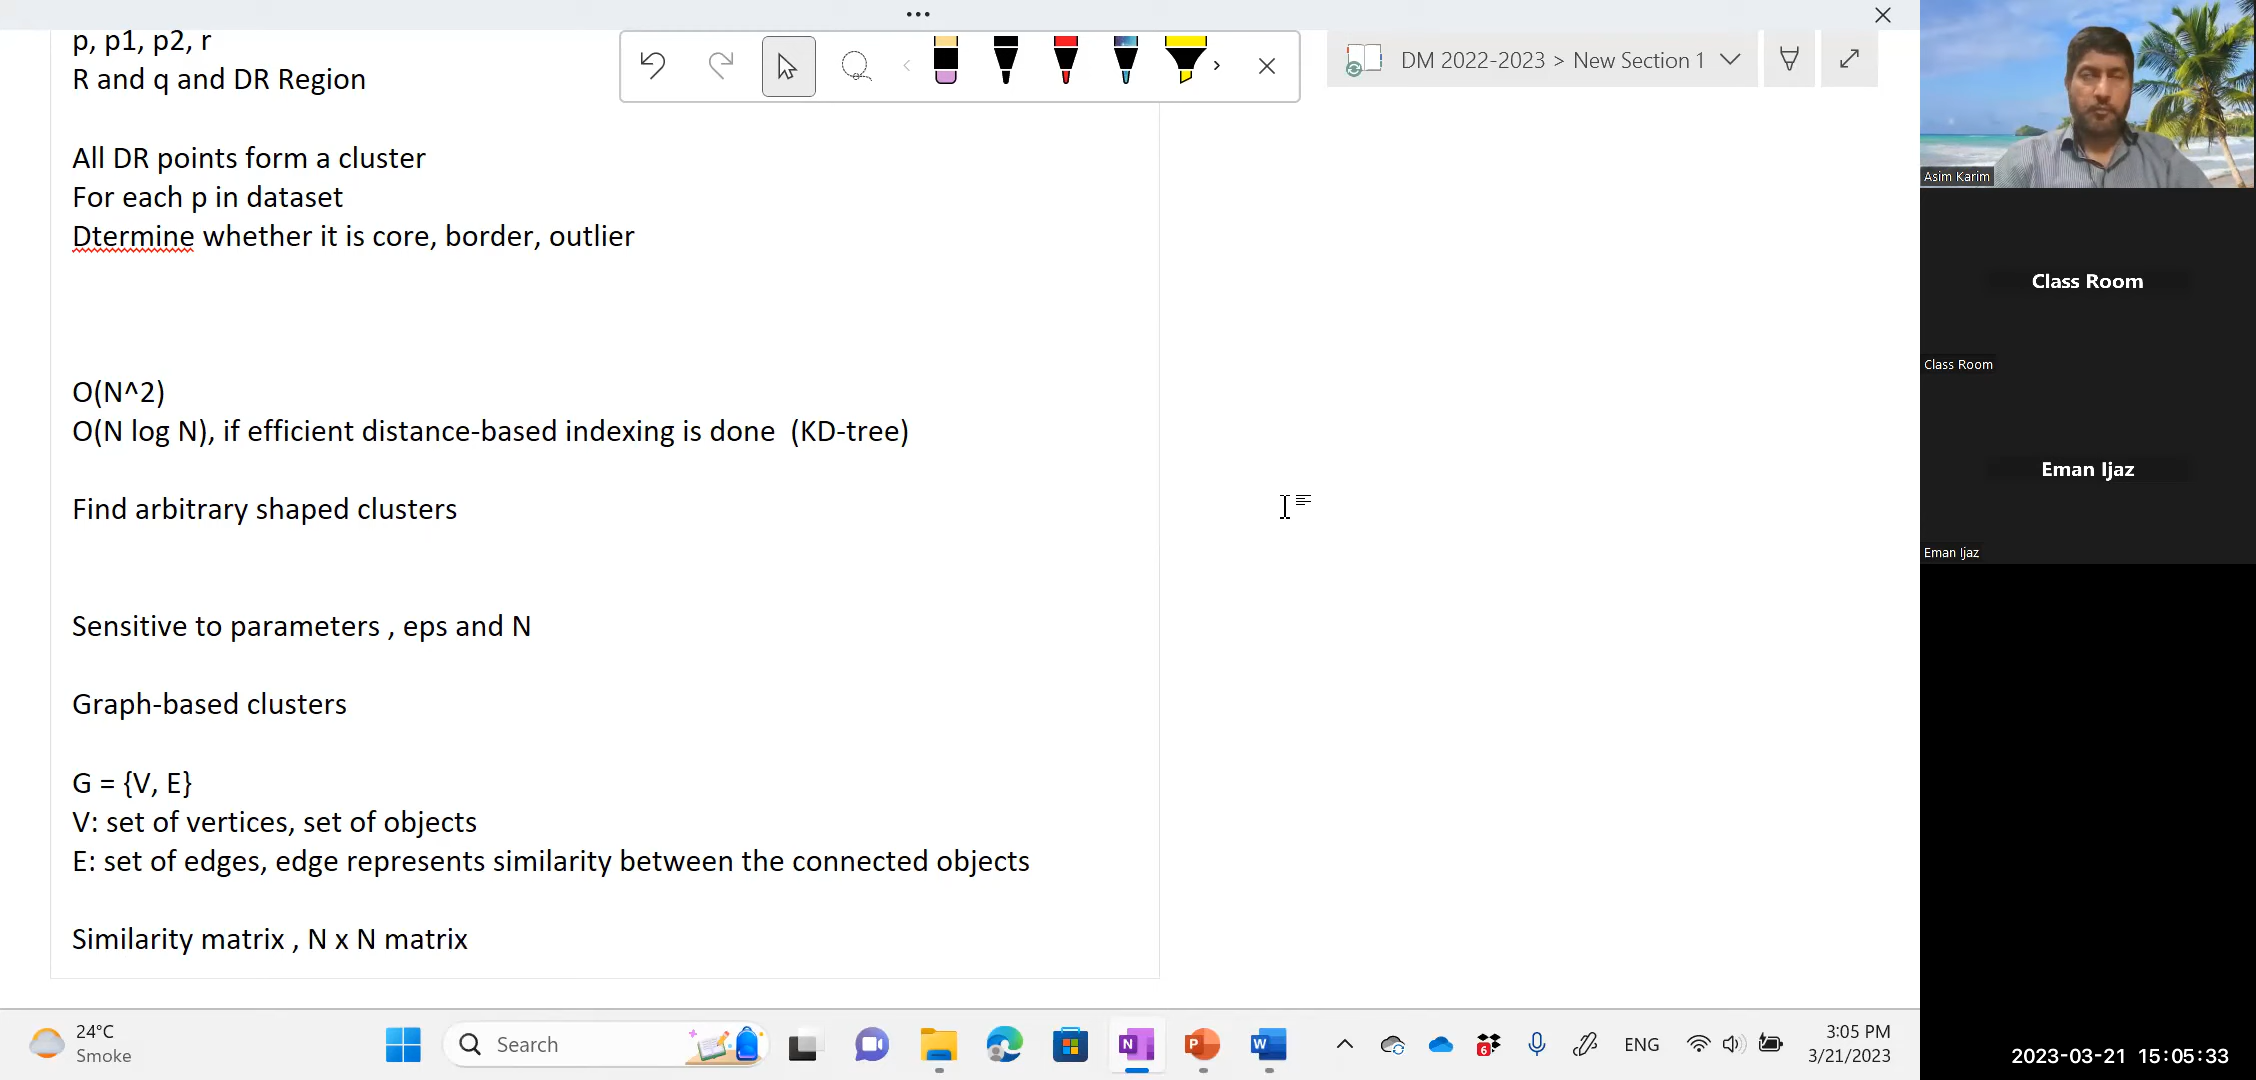 p, p1, p2, r
R and q and DR Region
DM 2022-2023 > New Section 1
All DR points form a cluster
For each p in dataset
Dtermine whether it is core, border, outlier
O(N^2)
O(N log N), if efficient distance-based indexing is done (KD-tree)
Find arbitrary shaped clusters
Sensitive to parameters , eps and N
Graph-based clusters
G = {V, E}
V: set of vertices, set of objects
E: set of edges, edge represents similarity between the connected objects
Similarity matrix , N x N matrix
Asim Karim
Class Room
Class Room
Eman Ijaz
Eman Ijaz
24°C
Smoke
Search
N
P
W
6
ENG
3:05 PM
3/21/2023
2023-03-21 15:05:33